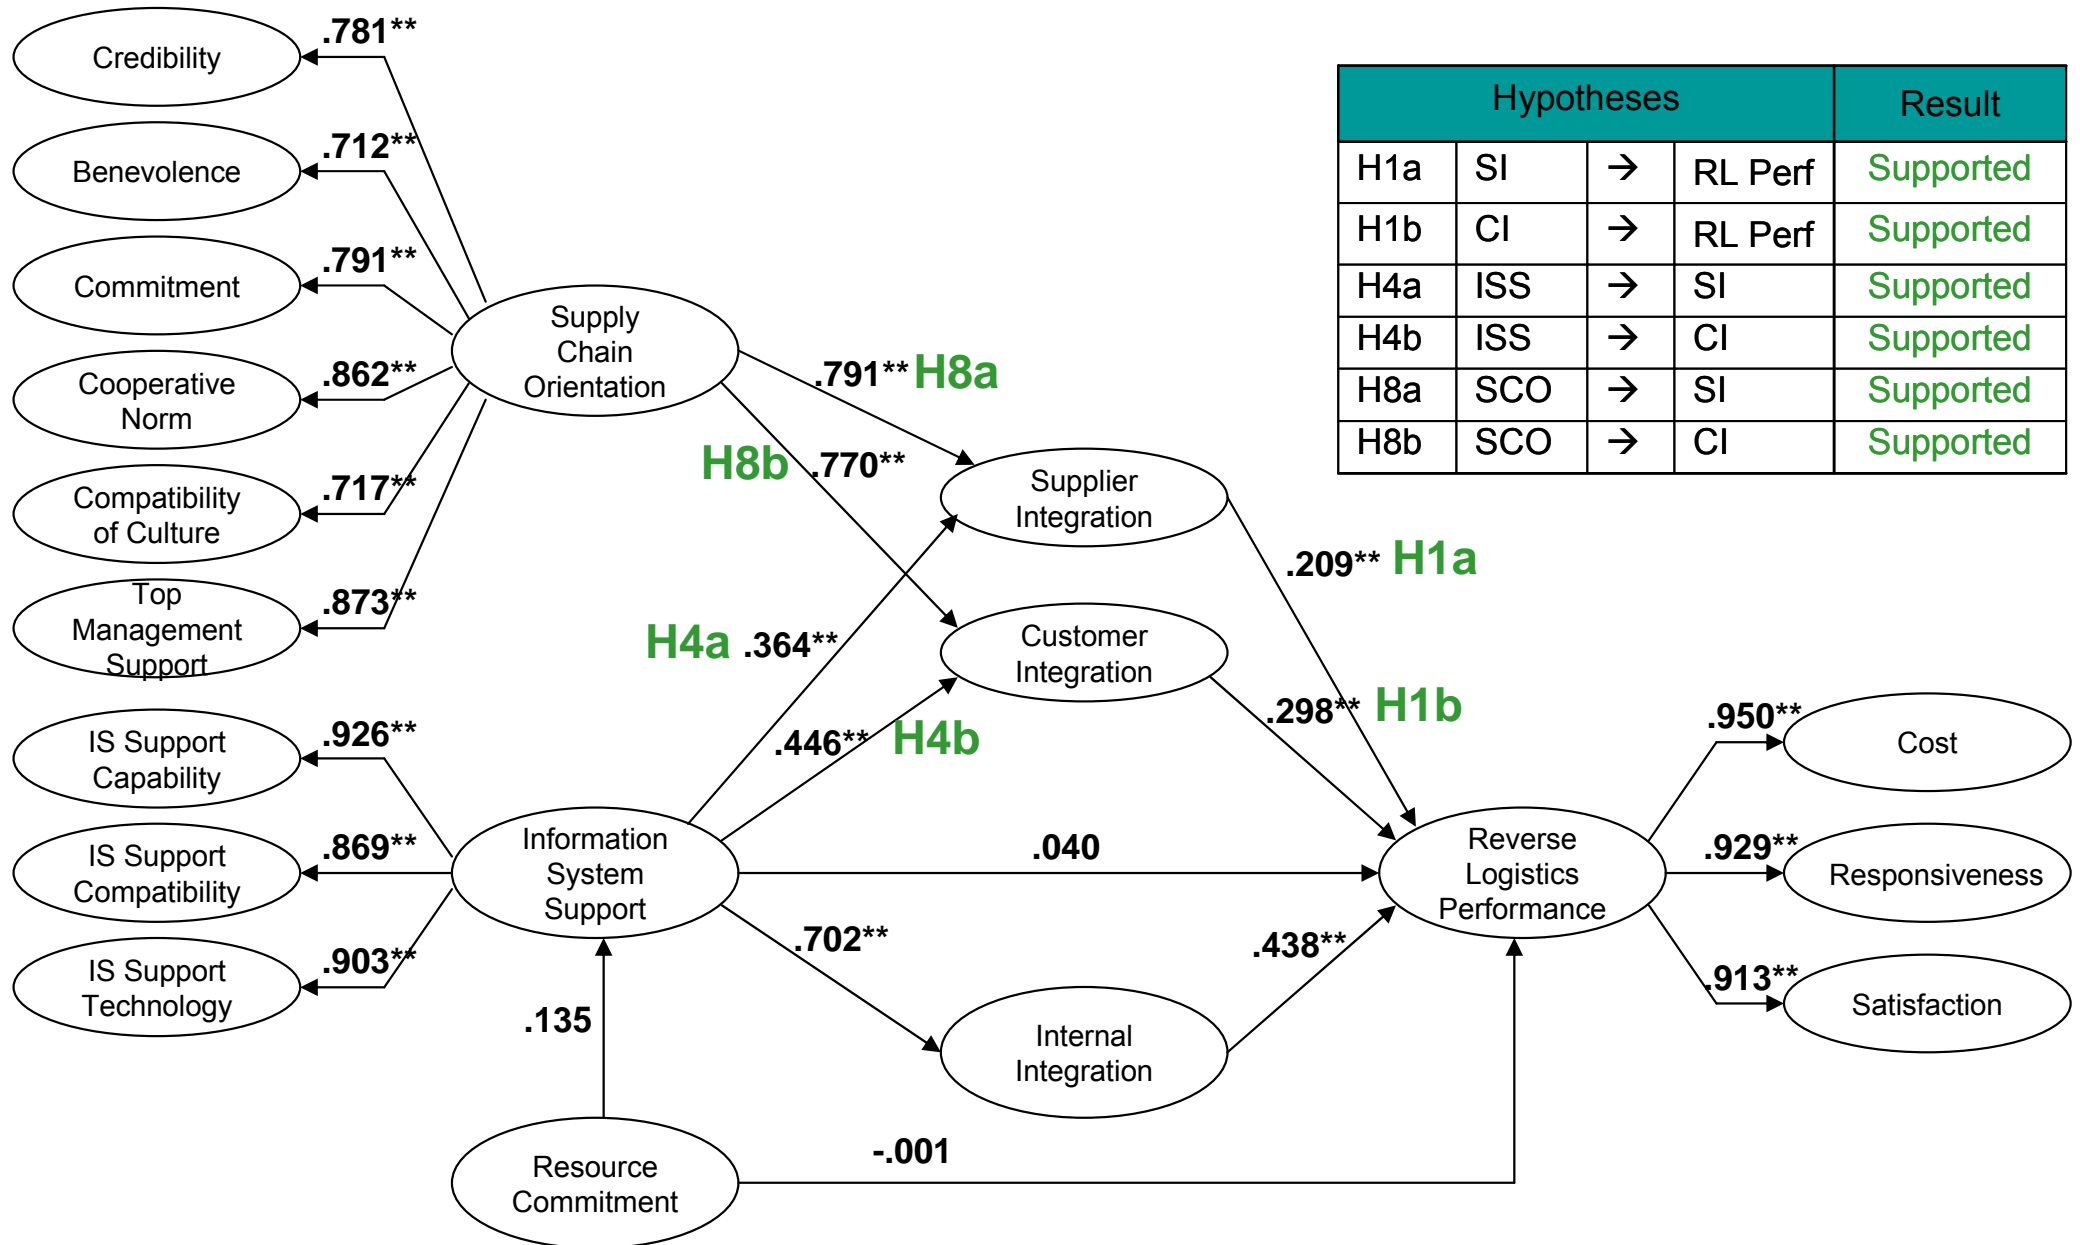 .781**
Credibility
.712**
Benevolence
.791**
Commitment
.862**
Cooperative
Norm
.717**
Compatibility
of Culture
.873**
Top
Management
Support
.926**
IS Support
Capability
.869**
IS Support
Compatibility
.903**
IS Support
Technology
Supply
Chain
Orientation
.791** H8a
H8b .770**
Supplier
Integration
.209** H1a
H4a .364**
Customer
Integration
.298** H1b
.446** H4b
Information
System
Support
.040
.702**
.438**
Internal
Integration
.135
Resource
Commitment
-.001
Reverse
Logistics
Performance
.950**
Cost
.929**
Responsiveness
.913**
Satisfaction
Hypotheses Result
H1a SI → RL Perf Supported
H1b CI → RL Perf Supported
H4a ISS → SI Supported
H4b ISS → CI Supported
H8a SCO → SI Supported
H8b SCO → CI Supported